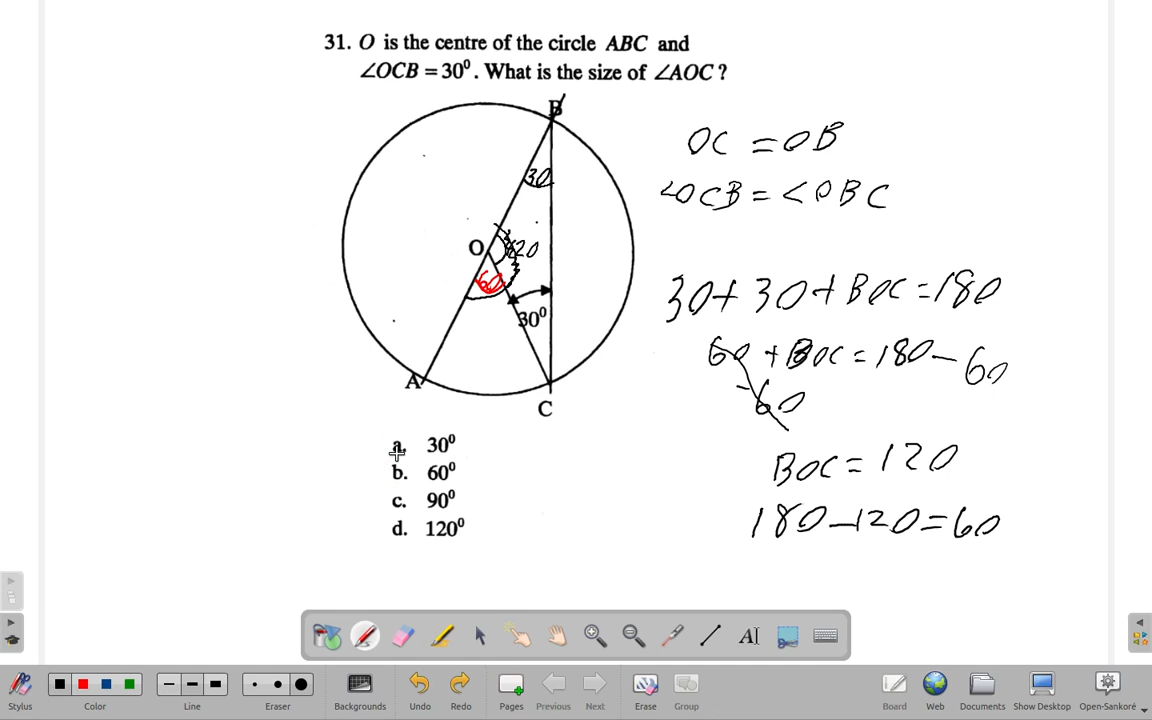 31. O is the centre of the circle ABC and
∠OCB = 30⁰. What is the size of ∠AOC ?
B
30
O
120
60
30⁰
A
C
a. 30⁰
b. 60⁰
c. 90⁰
d. 120⁰
OC = OB
∠OCB = ∠OBC
30 + 30 + BOC = 180
60 + BOC = 180 - 60
-60
BOC = 120
180 - 120 = 60
Stylus
Color
Line
Eraser
Backgrounds
Undo
Redo
Pages
Previous
Next
Erase
Group
Board
Web
Documents
Show Desktop
Open-Sankoré